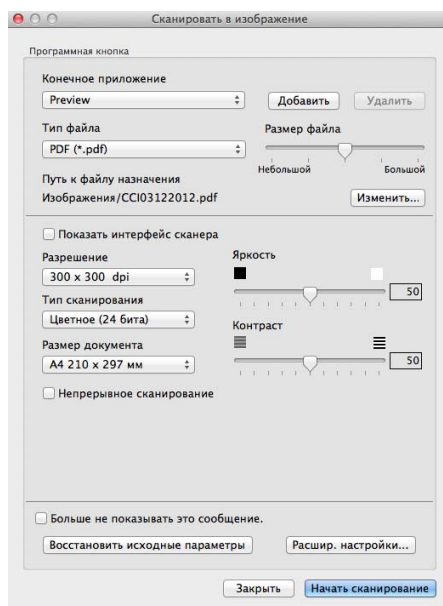 Сканировать в изображение
Программная кнопка
Конечное приложение
Preview
Добавить
Удалить
Тип файла
Размер файла
PDF (*.pdf)
Небольшой
Большой
Путь к файлу назначения
Изображения/CCI03122012.pdf
Изменить...
Показать интерфейс сканера
Разрешение
Яркость
300 x 300 dpi
50
Тип сканирования
Цветное (24 бита)
Контраст
Размер документа
50
A4 210 x 297 мм
Непрерывное сканирование
Больше не показывать это сообщение.
Восстановить исходные параметры
Расшир. настройки...
Закрыть
Начать сканирование